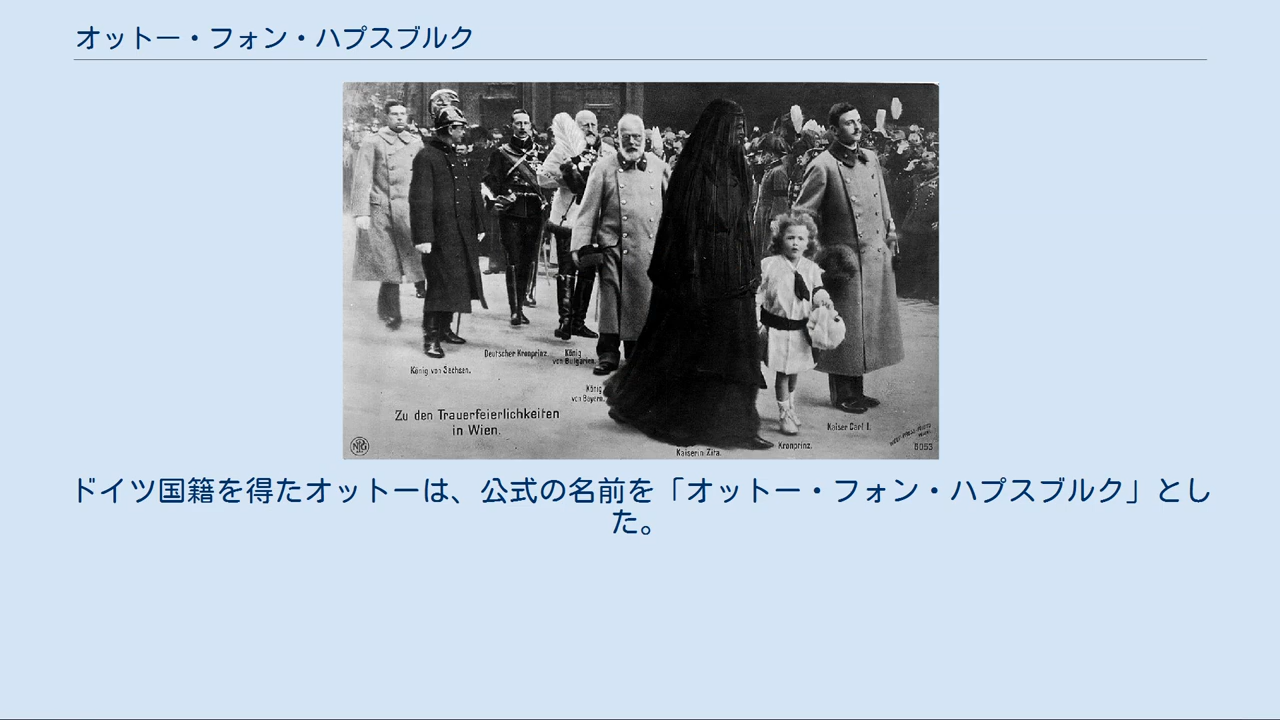 オットー・フォン・ハプスブルク
Deutscher Kronprinz.
König
von Bulgarien.
König von Sachsen.
König
von Bayern.
Zu den Trauerfeierlichkeiten
in Wien.
Kaiser Carl I.
Kronprinz.
Kaiserin Zita.
NPG
5053
ドイツ国籍を得たオットーは、公式の名前を「オットー・フォン・ハプスブルク」とし
た。